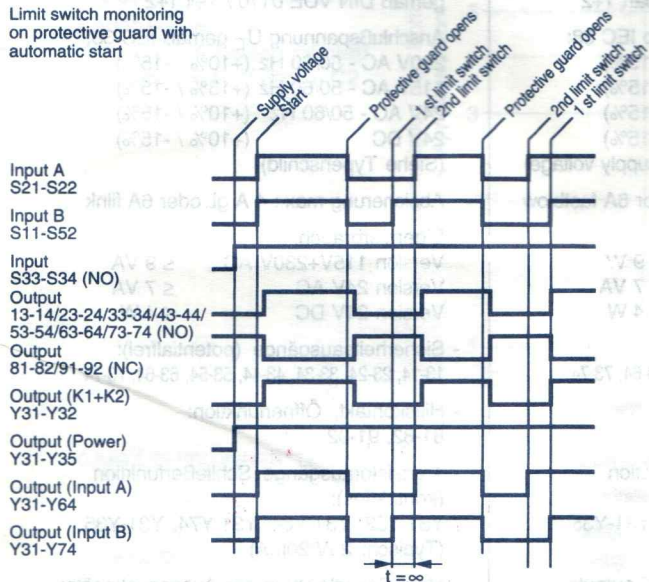 Limit switch monitoring
on protective guard with
automatic start
Supply voltage
Start
Protective guard opens
1 st limit switch
2nd limit switch
Protective guard opens
2nd limit switch
1 st limit switch
Input A
S21-S22
Input B
S11-S52
Input
S33-S34 (NO)
Output
13-14/23-24/33-34/43-44/
53-54/63-64/73-74 (NO)
Output
81-82/91-92 (NC)
Output (K1+K2)
Y31-Y32
Output (Power)
Y31-Y35
Output (Input A)
Y31-Y64
Output (Input B)
Y31-Y74
t = ∞